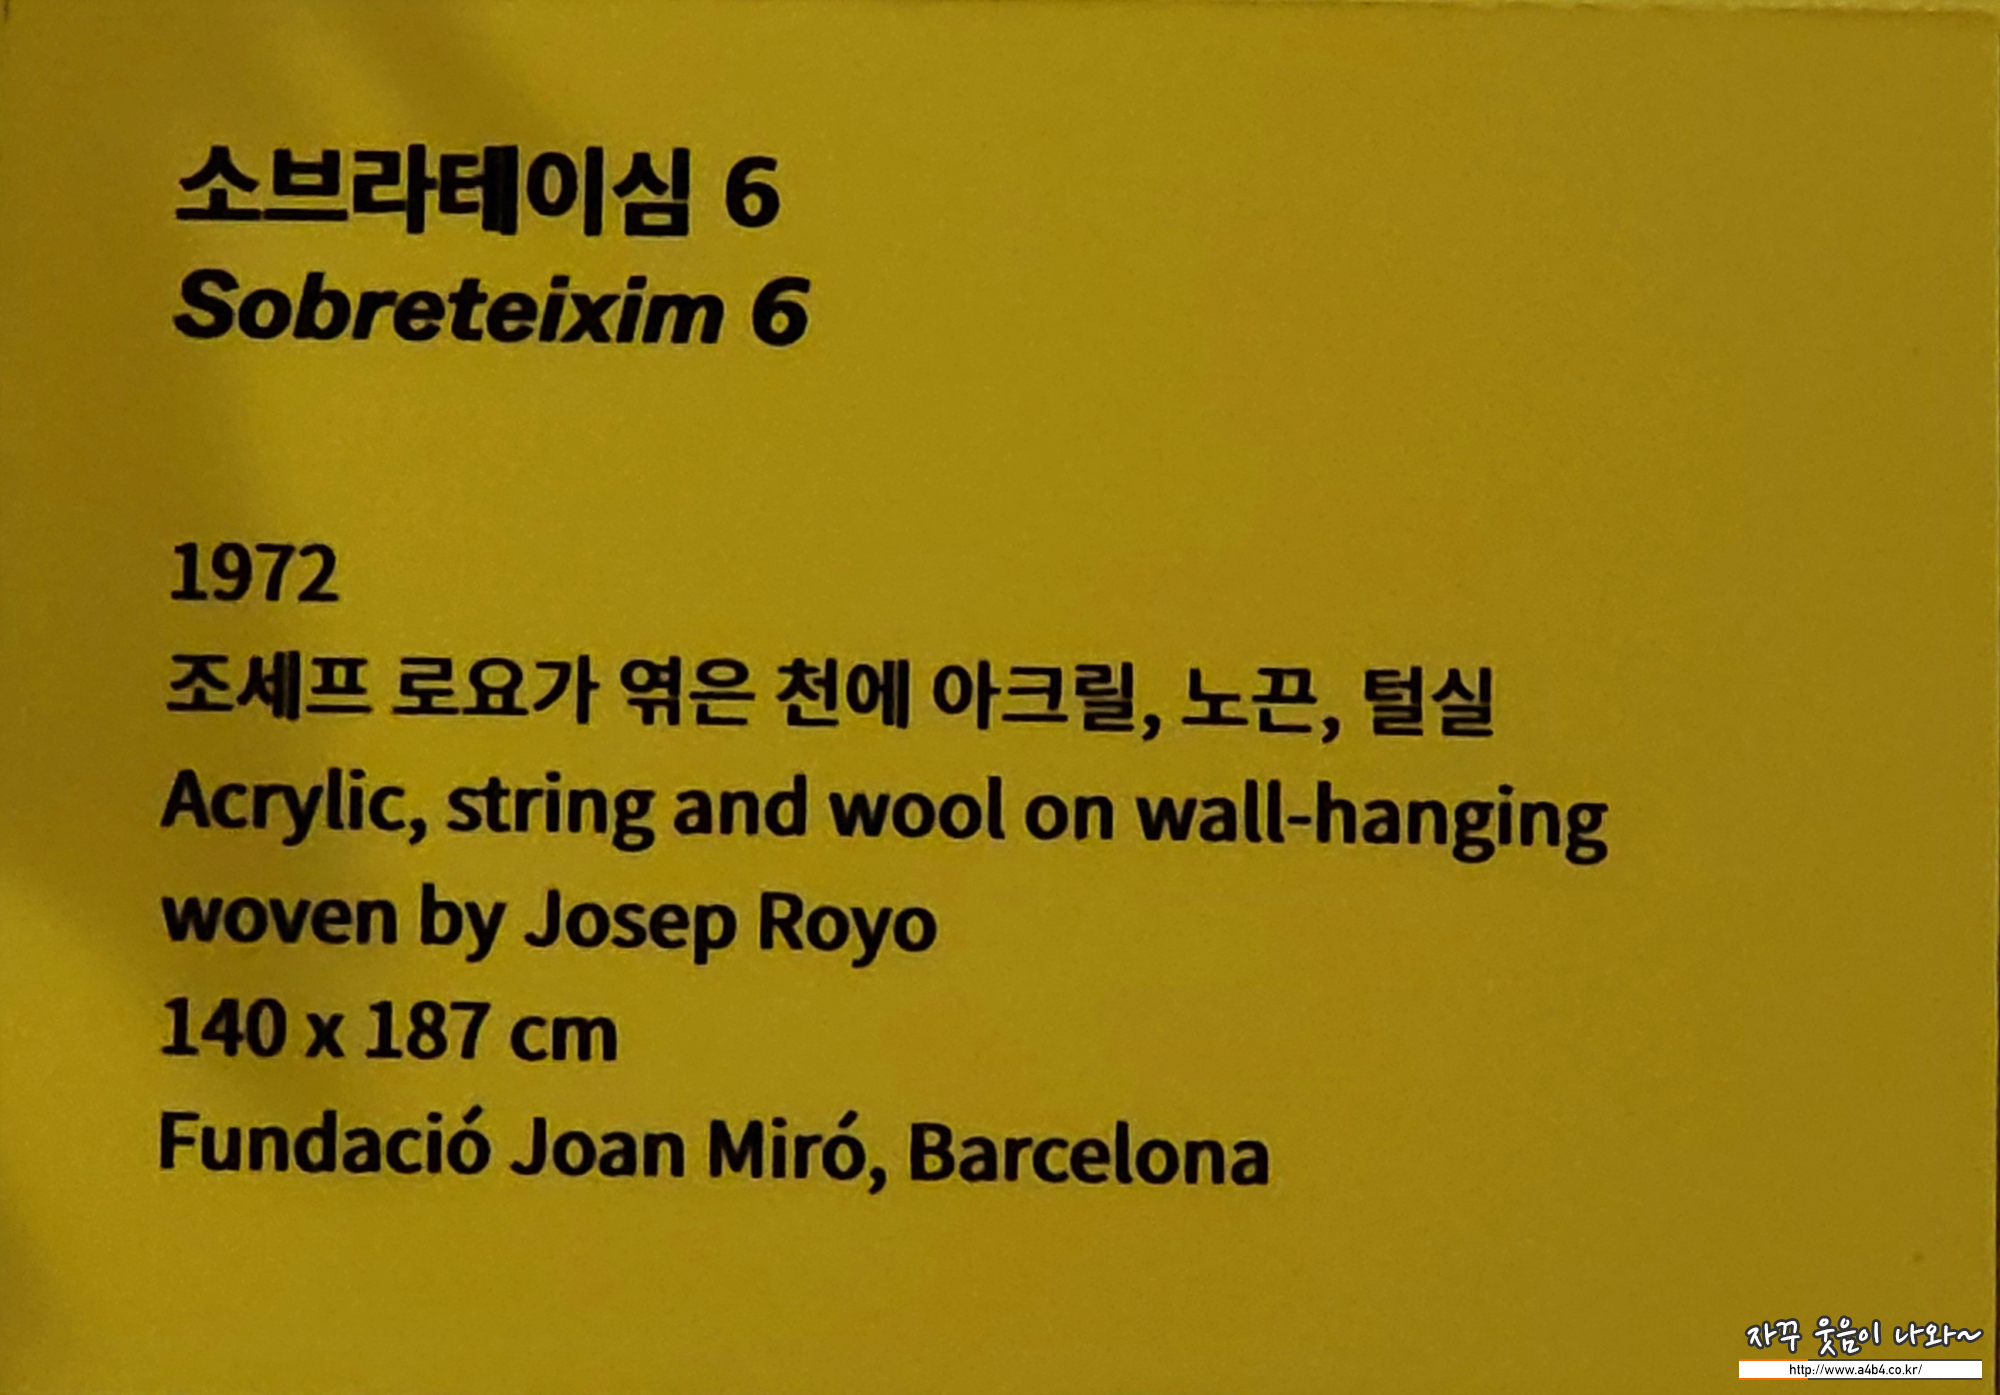 소브라테이심 6
Sobreteixim 6
1972
조세프 로요가 엮은 천에 아크릴, 노끈, 털실
Acrylic, string and wool on wall-hanging
woven by Josep Royo
140 x 187 cm
Fundació Joan Miró, Barcelona
자꾸 웃음이 나와~
http://www.a4b4.co.kr/